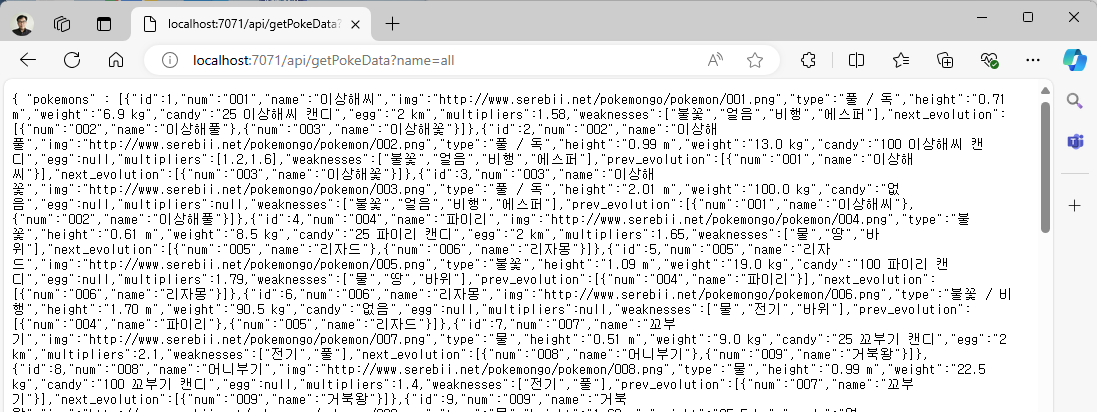 localhost:7071/api/getPokeData?
localhost:7071/api/getPokeData?name=all
{ "pokemons" : [{"id":1,"num":"001","name":"이상해씨","img":"http://www.serebii.net/pokemongo/pokemon/001.png","type":"풀 / 독","height":"0.71
m","weight":"6.9 kg","candy":"25 이상해씨 캔디","egg":"2 km","multipliers":1.58,"weaknesses":["불꽃","얼음","비행","에스퍼"],"next_evolution":
[{"num":"002","name":"이상해풀"},{"num":"003","name":"이상해꽃"}]},{"id":2,"num":"002","name":"이상해
풀","img":"http://www.serebii.net/pokemongo/pokemon/002.png","type":"풀 / 독","height":"0.99 m","weight":"13.0 kg","candy":"100 이상해씨 캔
디","egg":null,"multipliers":[1.2,1.6],"weaknesses":["불꽃","얼음","비행","에스퍼"],"prev_evolution":[{"num":"001","name":"이상해
씨"}],"next_evolution":[{"num":"003","name":"이상해꽃"}]},{"id":3,"num":"003","name":"이상해
꽃","img":"http://www.serebii.net/pokemongo/pokemon/003.png","type":"풀 / 독","height":"2.01 m","weight":"100.0 kg","candy":"없
음","egg":null,"multipliers":null,"weaknesses":["불꽃","얼음","비행","에스퍼"],"prev_evolution":[{"num":"001","name":"이상해씨"},
{"num":"002","name":"이상해풀"}]},{"id":4,"num":"004","name":"파이리","img":"http://www.serebii.net/pokemongo/pokemon/004.png","type":"불
꽃","height":"0.61 m","weight":"8.5 kg","candy":"25 파이리 캔디","egg":"2 km","multipliers":1.65,"weaknesses":["물","땅","바
위"],"next_evolution":[{"num":"005","name":"리자드"},{"num":"006","name":"리자몽"}]},{"id":5,"num":"005","name":"리자
드","img":"http://www.serebii.net/pokemongo/pokemon/005.png","type":"불꽃","height":"1.09 m","weight":"19.0 kg","candy":"100 파이리 캔
디","egg":null,"multipliers":1.79,"weaknesses":["물","땅","바위"],"prev_evolution":[{"num":"004","name":"파이리"}],"next_evolution":
[{"num":"006","name":"리자몽"}]},{"id":6,"num":"006","name":"리자몽","img":"http://www.serebii.net/pokemongo/pokemon/006.png","type":"불꽃 / 비
행","height":"1.70 m","weight":"90.5 kg","candy":"없음","egg":null,"multipliers":null,"weaknesses":["물","전기","바위"],"prev_evolution":
[{"num":"004","name":"파이리"},{"num":"005","name":"리자드"}]},{"id":7,"num":"007","name":"꼬부
기","img":"http://www.serebii.net/pokemongo/pokemon/007.png","type":"물","height":"0.51 m","weight":"9.0 kg","candy":"25 꼬부기 캔디","egg":"2
km","multipliers":2.1,"weaknesses":["전기","풀"],"next_evolution":[{"num":"008","name":"어니부기"},{"num":"009","name":"거북왕"}]},
{"id":8,"num":"008","name":"어니부기","img":"http://www.serebii.net/pokemongo/pokemon/008.png","type":"물","height":"0.99 m","weight":"22.5
kg","candy":"100 꼬부기 캔디","egg":null,"multipliers":1.4,"weaknesses":["전기","풀"],"prev_evolution":[{"num":"007","name":"꼬부
기"}],"next_evolution":[{"num":"009","name":"거북왕"}]},{"id":9,"num":"009","name":"거북